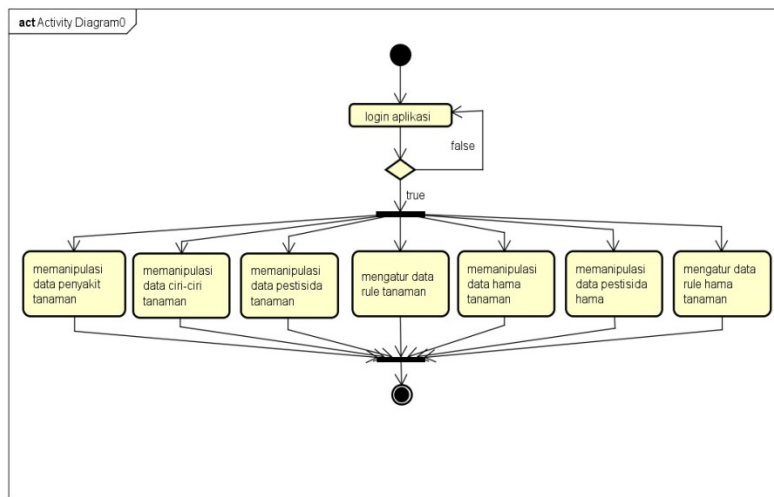 act Activity Diagram0
login aplikasi
false
true
memanipulasi
data penyakit
tanaman
memanipulasi
data ciri-ciri
tanaman
memanipulasi
data pestisida
tanaman
mengatur data
rule tanaman
memanipulasi
data hama
tanaman
memanipulasi
data pestisida
hama
mengatur data
rule hama
tanaman